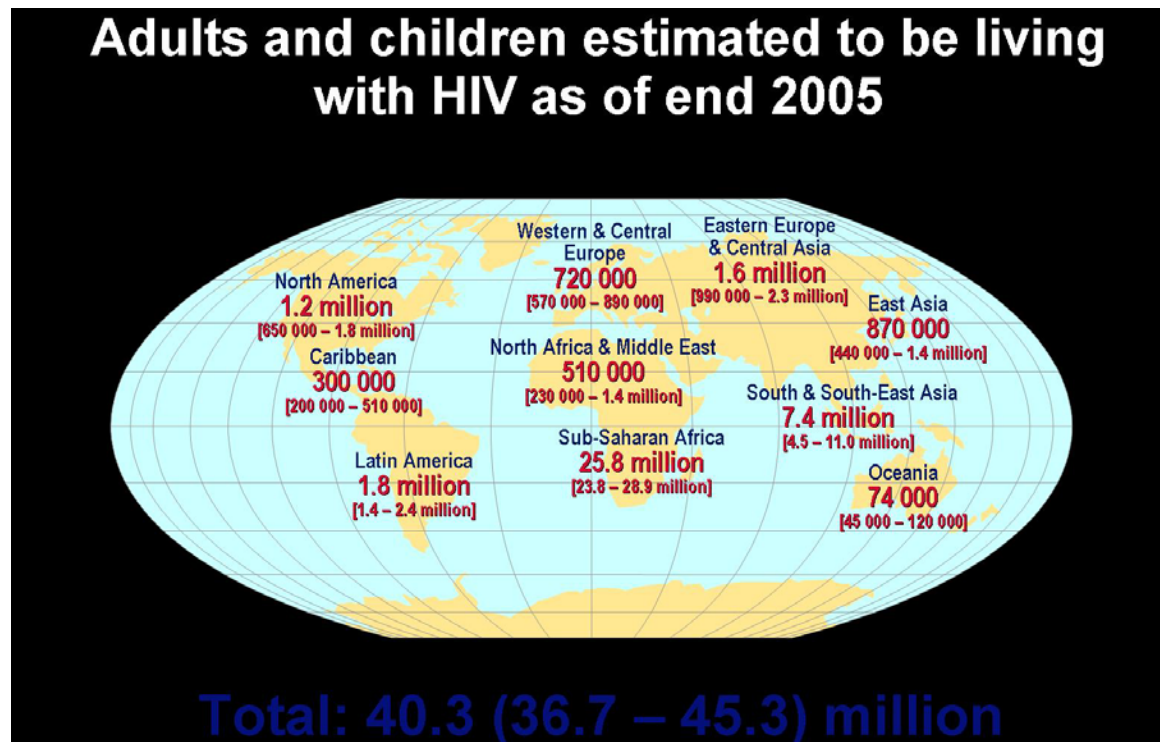 Adults and children estimated to be living
with HIV as of end 2005
Western & Central
Europe
720 000
[570 000 – 890 000]
Eastern Europe
& Central Asia
1.6 million
[990 000 – 2.3 million]
North America
1.2 million
[650 000 – 1.8 million]
East Asia
870 000
[440 000 – 1.4 million]
Caribbean
300 000
[200 000 – 510 000]
North Africa & Middle East
510 000
[230 000 – 1.4 million]
South & South-East Asia
7.4 million
[4.5 – 11.0 million]
Sub-Saharan Africa
25.8 million
[23.8 – 28.9 million]
Latin America
1.8 million
[1.4 – 2.4 million]
Oceania
74 000
[45 000 – 120 000]
Total: 40.3 (36.7 – 45.3) million